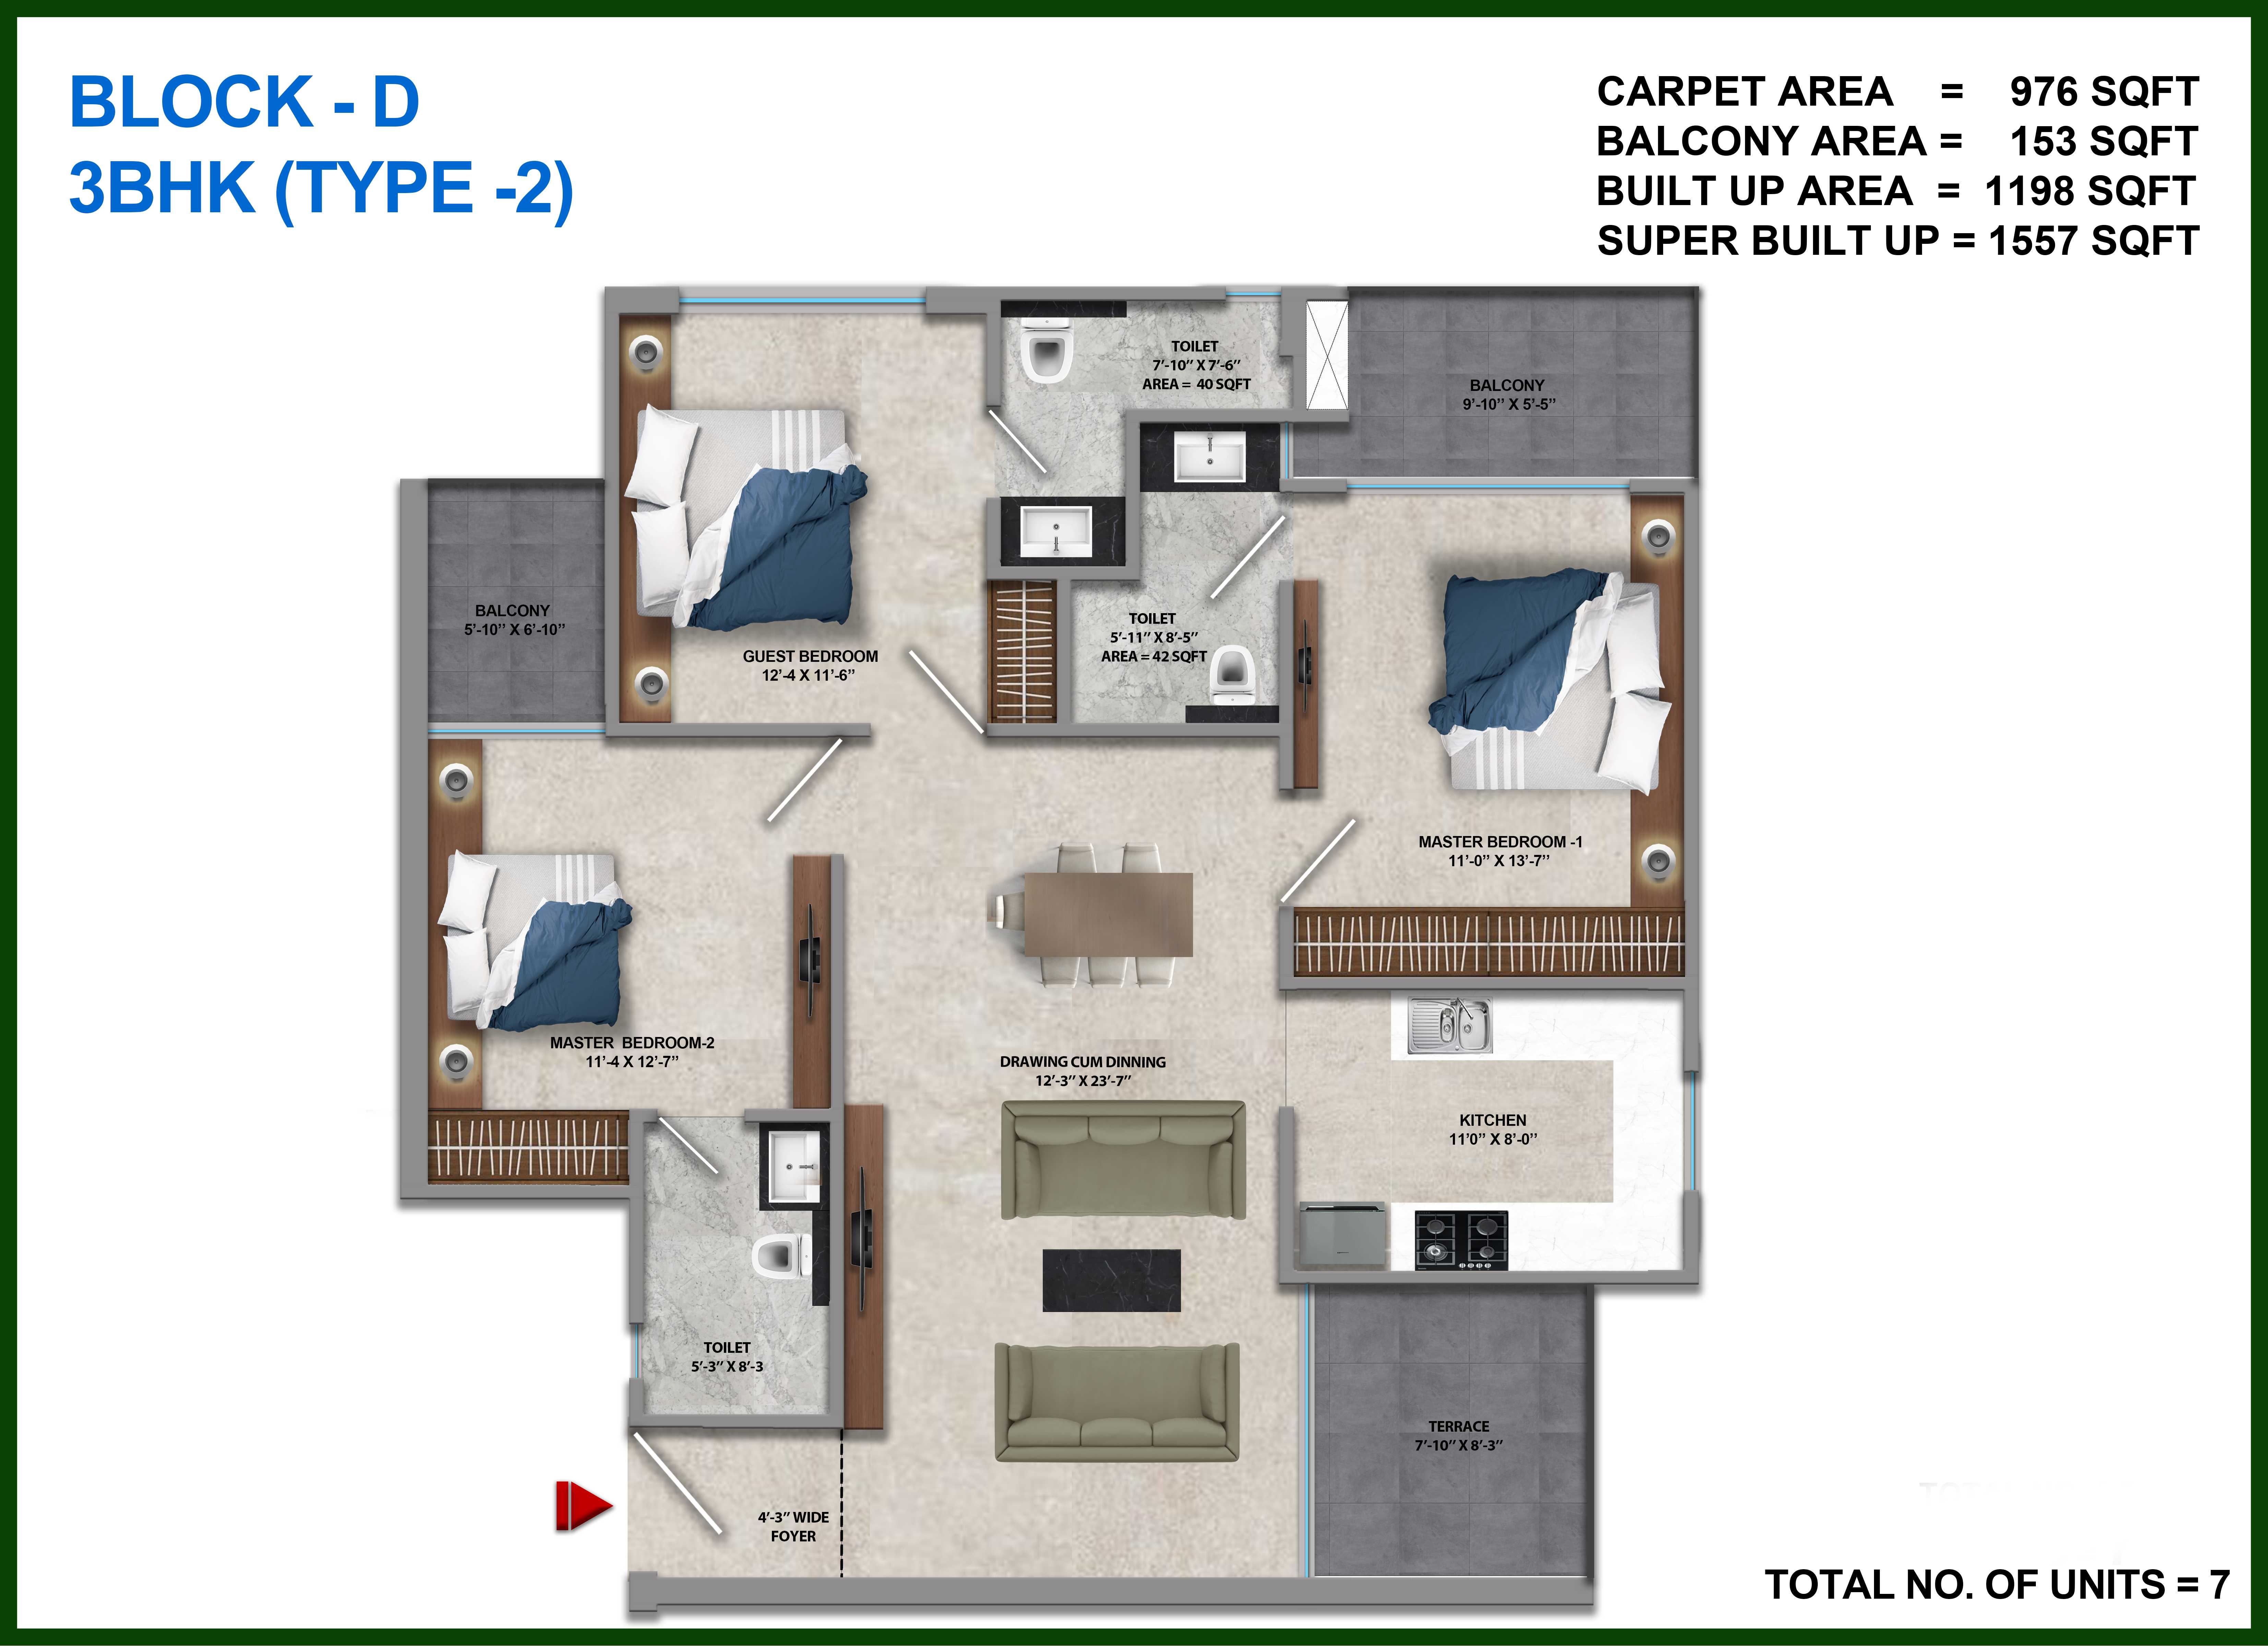 BLOCK - D
3BHK (TYPE -2)
CARPET AREA = 976 SQFT
BALCONY AREA = 153 SQFT
BUILT UP AREA = 1198 SQFT
SUPER BUILT UP = 1557 SQFT
TOILET
7'-10" X 7'-6"
AREA = 40 SQFT
BALCONY
9'-10" X 5'-5"
BALCONY
5'-10" X 6'-10"
GUEST BEDROOM
12'-4 X 11'-6"
TOILET
5'-11" X 8'-5"
AREA = 42 SQFT
MASTER BEDROOM -1
11'-0" X 13'-7"
MASTER BEDROOM-2
11'-4 X 12'-7"
DRAWING CUM DINNING
12'-3" X 23'-7"
KITCHEN
11'0" X 8'-0"
TOILET
5'-3" X 8'-3
TERRACE
7'-10" X 8'-3"
4'-3" WIDE
FOYER
TOTAL NO. OF UNITS = 7